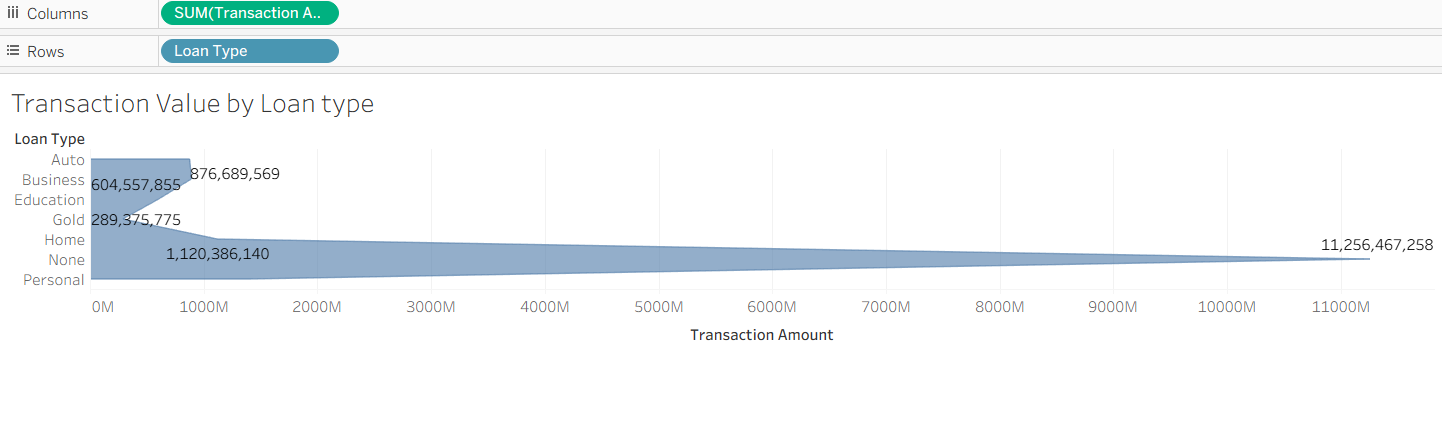 Columns
SUM(Transaction A..
Rows
Loan Type
Transaction Value by Loan type
Loan Type
Auto
876,689,569
Business
604,557,855
Education
Gold
289,375,775
Home
11,256,467,258
None
1,120,386,140
Personal
0M 1000M 2000M 3000M 4000M 5000M 6000M 7000M 8000M 9000M 10000M 11000M
Transaction Amount